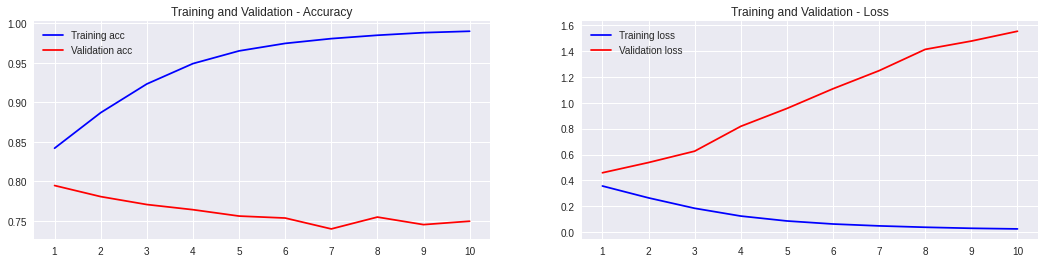 Training and Validation - Accuracy
Training acc
Validation acc
1.00
0.95
0.90
0.85
0.80
0.75
1 2 3 4 5 6 7 8 9 10
Training and Validation - Loss
Training loss
Validation loss
1.6
1.4
1.2
1.0
0.8
0.6
0.4
0.2
0.0
1 2 3 4 5 6 7 8 9 10